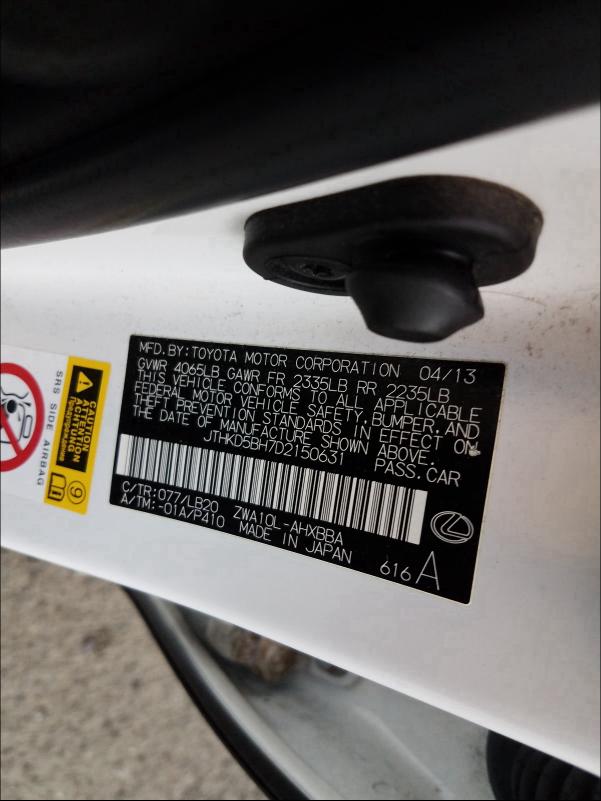 MFD.BY:TOYOTA MOTOR CORPORATION 04/13
GVWR 4065LB GAWR FR 2335LB RR 2235LB
THIS VEHICLE CONFORMS TO ALL APPLICABLE
FEDERAL MOTOR VEHICLE SAFETY, BUMPER, AND
THEFT PREVENTION STANDARDS IN EFFECT ON
THE DATE OF MANUFACTURE SHOWN ABOVE.
JTHKD5BH7D2150631 PASS.CAR
C/TR:077/LB20 ZWA10L-AHXBBA
A/TM:-01A/P410 MADE IN JAPAN
616 A
CAUTION
ATTENTION
ACHTUNG
SRS SIDE AIRBAG
9